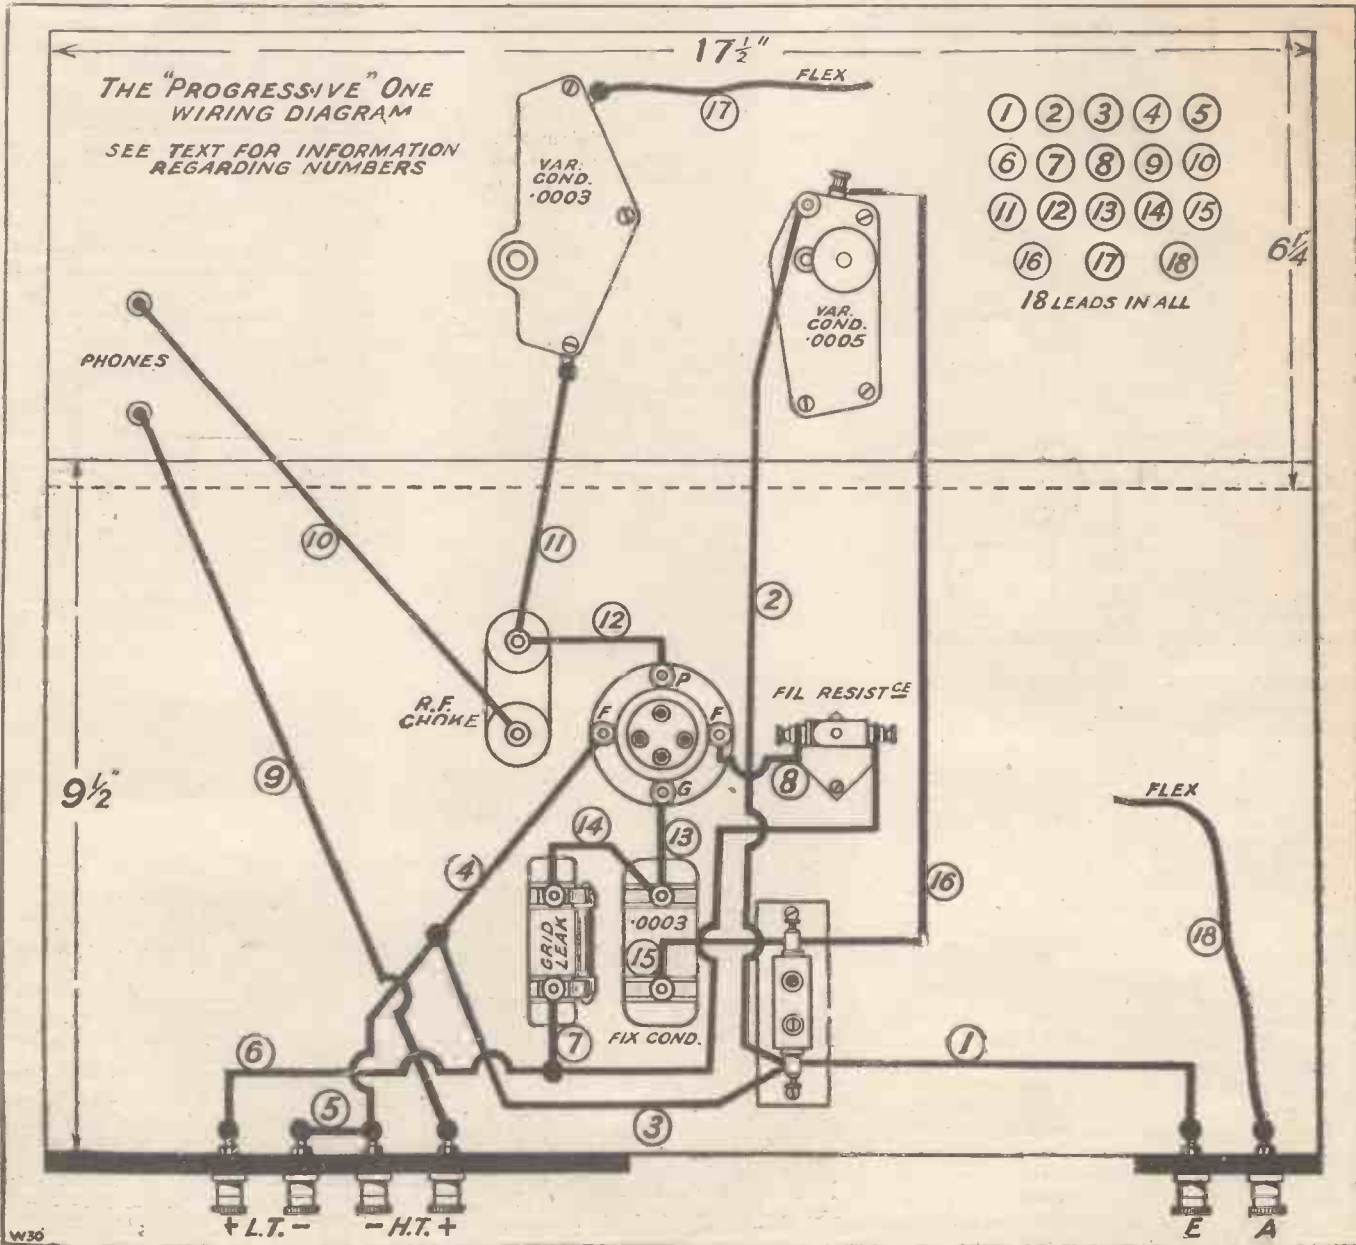 17½"
THE "PROGRESSIVE" ONE
WIRING DIAGRAM
SEE TEXT FOR INFORMATION
REGARDING NUMBERS
FLEX
17
VAR.
COND.
.0003
1 2 3 4 5
6 7 8 9 10
11 12 13 14 15
16 17 18
18 LEADS IN ALL
6¼
VAR.
COND.
.0005
PHONES
10
11
2
12
R.F.
CHOKE
P
F F
G
FIL RESISTCE
8
9
9½"
FLEX
14
13
4
16
.0003
GRID
LEAK
15
18
FIX COND.
7
6
1
5
3
+ L.T. -
- H.T. +
E
A
W30